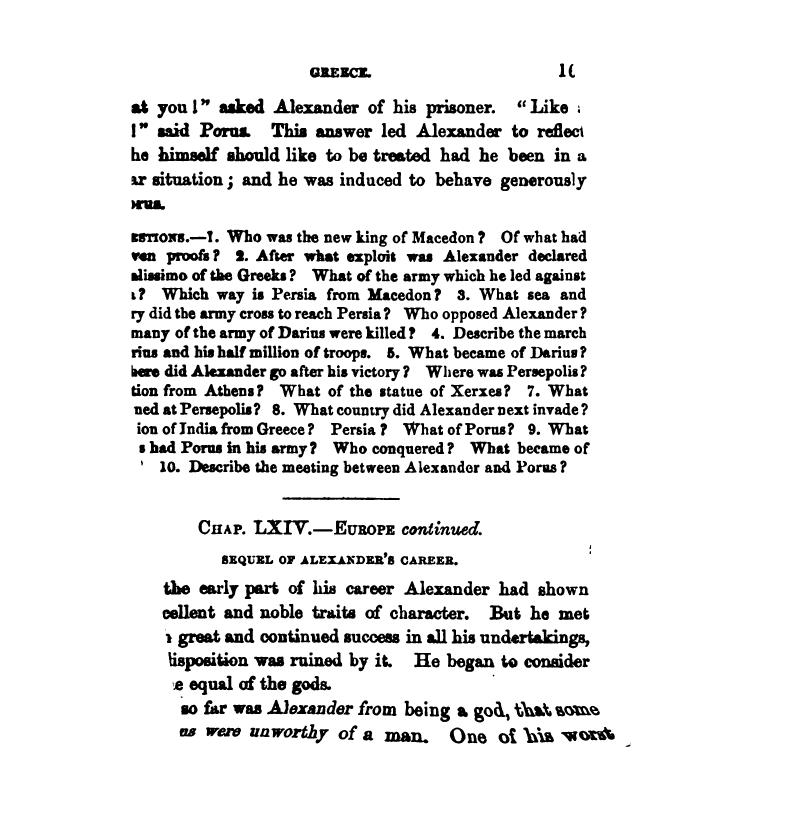 GREECE. 1
at you!" asked Alexander of his prisoner. "Like
!" said Porus. This answer led Alexander to reflect
he himself should like to be treated had he been in a
ar situation; and he was induced to behave generously
orus.
ESTIONS.—1. Who was the new king of Macedon? Of what had
ven proofs? 2. After what exploit was Alexander declared
alissimo of the Greeks? What of the army which he led against
? Which way is Persia from Macedon? 3. What sea and
ry did the army cross to reach Persia? Who opposed Alexander?
many of the army of Darius were killed? 4. Describe the march
rius and his half million of troops. 5. What became of Darius?
here did Alexander go after his victory? Where was Persepolis?
tion from Athens? What of the statue of Xerxes? 7. What
ned at Persepolis? 8. What country did Alexander next invade?
ion of India from Greece? Persia? What of Porus? 9. What
s had Porus in his army? Who conquered? What became of
10. Describe the meeting between Alexander and Porus?
CHAP. LXIV.—EUROPE continued.
SEQUEL OF ALEXANDER'S CAREER.
the early part of his career Alexander had shown
cellent and noble traits of character. But he met
great and continued success in all his undertakings,
disposition was ruined by it. He began to consider
e equal of the gods.
so far was Alexander from being a god, that some
ns were unworthy of a man. One of his worst